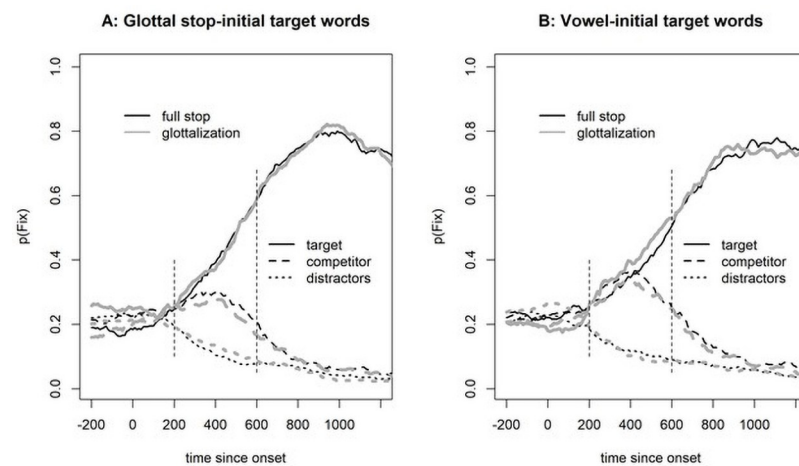 A: Glottal stop-initial target words
p(Fix)
1.0
0.8
0.6
0.4
0.2
0.0
full stop
glottalization
target
competitor
distractors
-200 0 200 400 600 800 1000
time since onset
B: Vowel-initial target words
p(Fix)
1.0
0.8
0.6
0.4
0.2
0.0
full stop
glottalization
target
competitor
distractors
-200 0 200 400 600 800 1000
time since onset